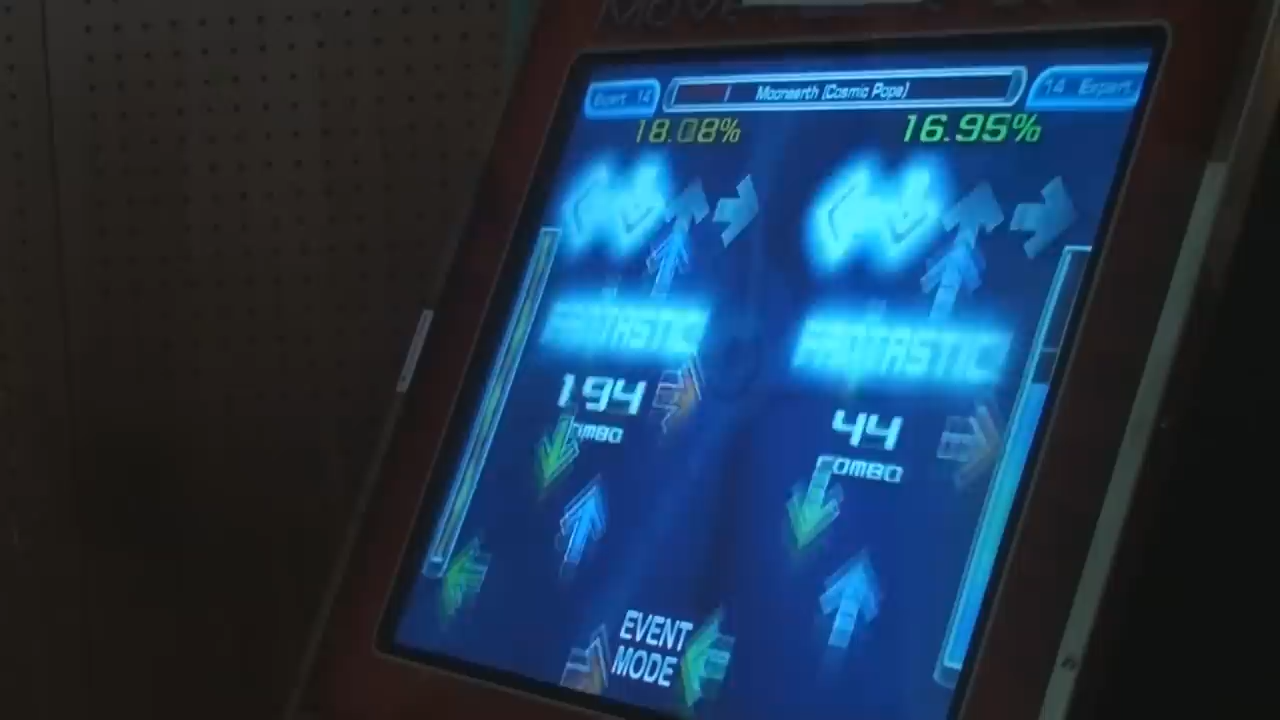 MOVE
Expert 14
Moonearth (Cosmic Pope)
14 Expert
18.08%
16.95%
FANTASTIC!
FANTASTIC!
194
COMBO
44
COMBO
EVENT
MODE